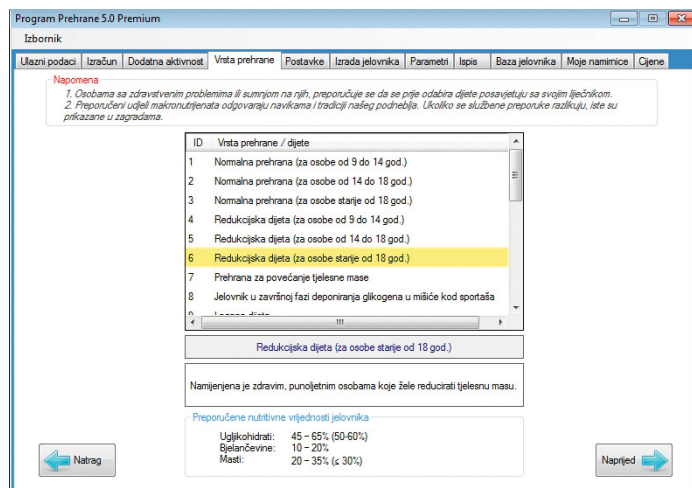 Program Prehrane 5.0 Premium
Izbornik
Ulazni podaci Izračun Dodatna aktivnost Vrsta prehrane Postavke Izrada jelovnika Parametri Ispis Baza jelovnika Moje namirnice Cijene
Napomena
1. Osobama sa zdravstvenim problemima ili sumnjom na njih, preporučuje se da se prije odabira dijete posavjetuju sa svojim liječnikom.
2. Preporučeni udjeli makronutrijenata odgovaraju navikama i tradiciji našeg podneblja. Ukoliko se službene preporuke razlikuju, iste su
prikazane u zagradama.
ID Vrsta prehrane / dijete
1 Normalna prehrana (za osobe od 9 do 14 god.)
2 Normalna prehrana (za osobe od 14 do 18 god.)
3 Normalna prehrana (za osobe starije od 18 god.)
4 Redukcijska dijeta (za osobe od 9 do 14 god.)
5 Redukcijska dijeta (za osobe od 14 do 18 god.)
6 Redukcijska dijeta (za osobe starije od 18 god.)
7 Prehrana za povećanje tjelesne mase
8 Jelovnik u završnoj fazi deponiranja glikogena u mišiće kod sportaša
Redukcijska dijeta (za osobe starije od 18 god.)
Namijenjena je zdravim, punoljetnim osobama koje žele reducirati tjelesnu masu.
Preporučene nutritivne vrijednosti jelovnika
Ugljikohidrati: 45 – 65% (50-60%)
Bjelančevine: 10 – 20%
Masti: 20 – 35% (≤ 30%)
Natrag Naprijed